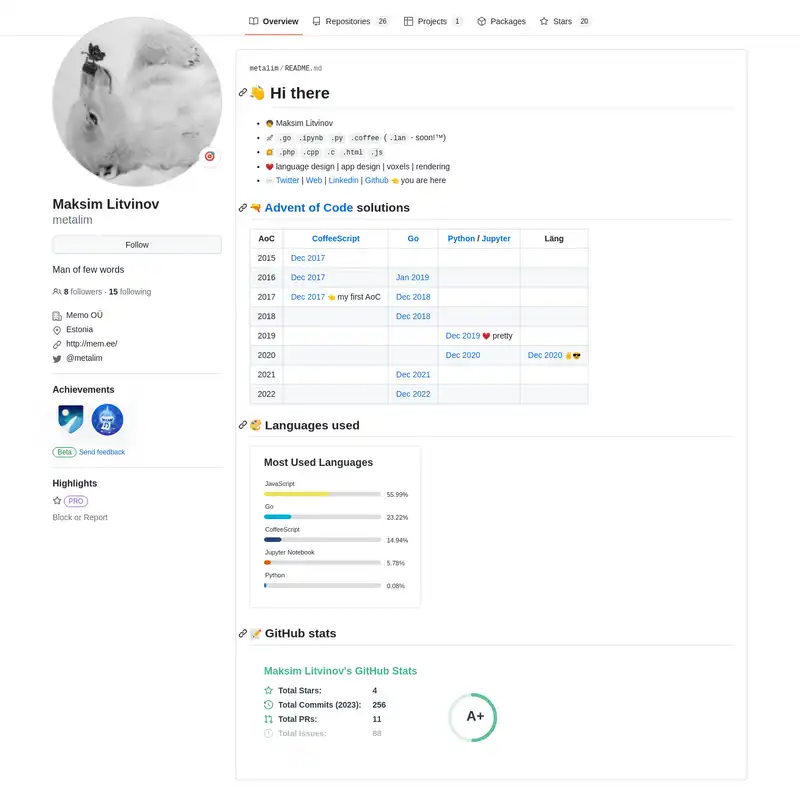 Overview Repositories 26 Projects 1 Packages Stars 20
Maksim Litvinov
metalim
Follow
Man of few words
8 followers · 15 following
Memo OÜ
Estonia
http://mem.ee/
@metalim
Achievements
Beta Send feedback
Highlights
PRO
Block or Report
metalim/README.md
👋 Hi there
Maksim Litvinov
.go .ipynb .py .coffee ( .lan - soon!™)
.php .cpp .c .html .js
❤️ language design | app design | voxels | rendering
Twitter | Web | Linkedin | Github 👈 you are here
🔫 Advent of Code solutions
AoC CoffeeScript Go Python / Jupyter Läng
2015 Dec 2017
2016 Dec 2017 Jan 2019
2017 Dec 2017 👈 my first AoC Dec 2018
2018 Dec 2018
2019 Dec 2019 ❤️ pretty
2020 Dec 2020 Dec 2020 ✌️😎
2021 Dec 2021
2022 Dec 2022
🎨 Languages used
Most Used Languages
JavaScript
55.99%
Go
23.22%
CoffeeScript
14.94%
Jupyter Notebook
5.78%
Python
0.08%
📝 GitHub stats
Maksim Litvinov's GitHub Stats
Total Stars: 4
Total Commits (2023): 256
Total PRs: 11
Total Issues: 68
A+